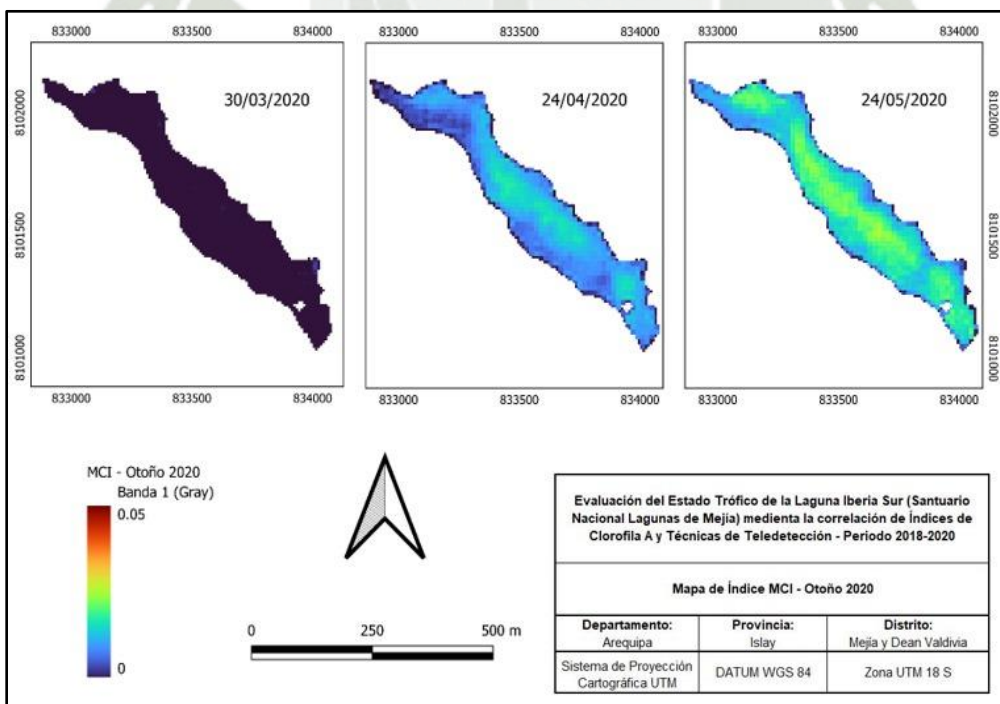 833000 833500 834000 833000 833500 834000 833000 833500 834000
30/03/2020 24/04/2020 24/05/2020
8102000
8101500
8101000
8102000
8101500
8101000
833000 833500 834000 833000 833500 834000 833000 833500 834000
MCI - Otoño 2020
Banda 1 (Gray)
0.05
0
0 250 500 m
Evaluación del Estado Trófico de la Laguna Iberia Sur (Santuario
Nacional Lagunas de Mejía) medienta la correlación de Índices de
Clorofila A y Técnicas de Teledetección - Periodo 2018-2020
Mapa de Índice MCI - Otoño 2020
Departamento: Provincia: Distrito:
Arequipa Islay Mejía y Dean Valdivia
Sistema de Proyección
Cartográfica UTM
DATUM WGS 84
Zona UTM 18 S